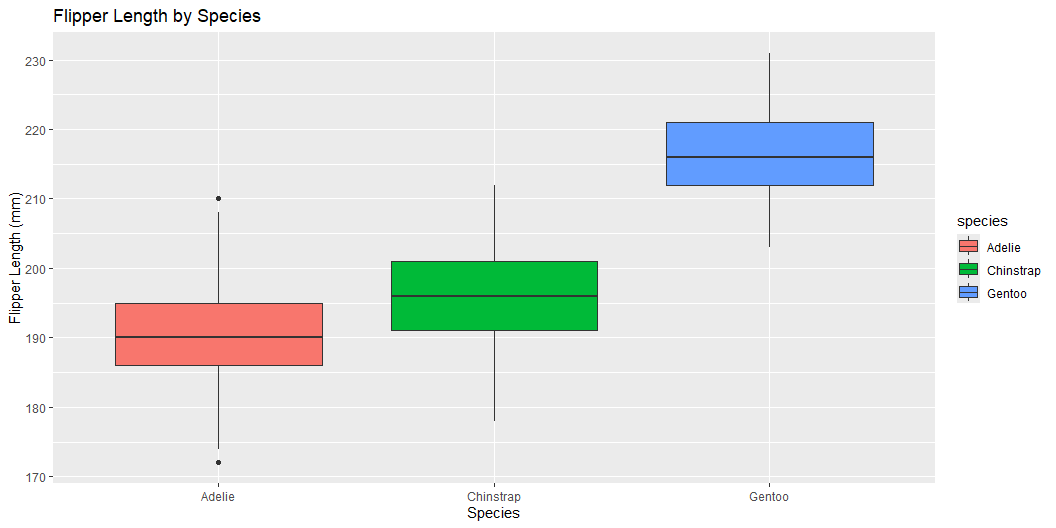 Flipper Length by Species
Flipper Length (mm)
230
220
210
200
190
180
170
Adelie
Chinstrap
Gentoo
Species
species
Adelie
Chinstrap
Gentoo